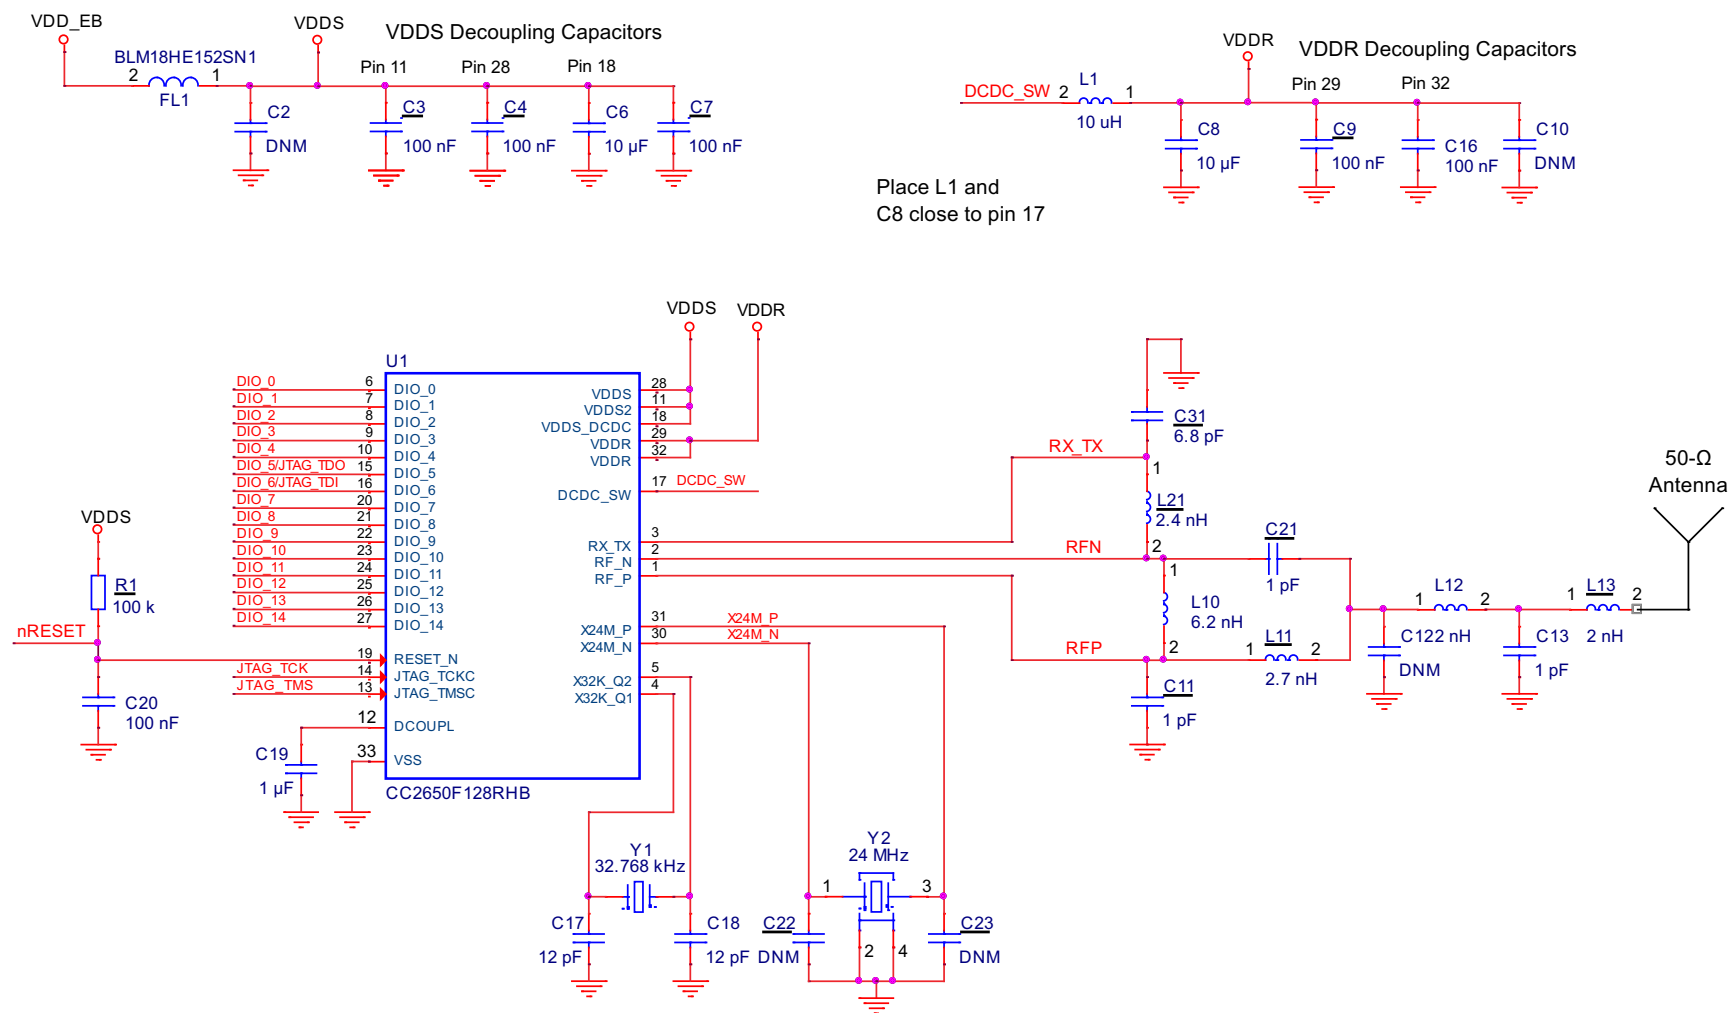 VDD_EB
VDDS
VDDS Decoupling Capacitors
BLM18HE152SN1
2
1
FL1
Pin 11
Pin 28
Pin 18
C2
DNM
C3
100 nF
C4
100 nF
C6
10 µF
C7
100 nF
VDDR
VDDR Decoupling Capacitors
DCDC_SW
2
L1
1
10 uH
Pin 29
Pin 32
C8
10 µF
C9
100 nF
C16
100 nF
C10
DNM
Place L1 and
C8 close to pin 17
VDDS
VDDR
U1
DIO_0 6 DIO_0
DIO_1 7 DIO_1
DIO_2 8 DIO_2
DIO_3 9 DIO_3
DIO_4 10 DIO_4
DIO_5/JTAG_TDO 15 DIO_5
DIO_6/JTAG_TDI 16 DIO_6
DIO_7 20 DIO_7
DIO_8 21 DIO_8
DIO_9 22 DIO_9
DIO_10 23 DIO_10
DIO_11 24 DIO_11
DIO_12 25 DIO_12
DIO_13 26 DIO_13
DIO_14 27 DIO_14
19 RESET_N
JTAG_TCK 14 JTAG_TCKC
JTAG_TMS 13 JTAG_TMSC
12 DCOUPL
33 VSS
CC2650F128RHB
VDDS 28
VDDS2 11
VDDS_DCDC 18
VDDR 29
VDDR 32
DCDC_SW 17 DCDC_SW
RX_TX 3
RF_N 2
RF_P 1
X24M_P 31 X24M_P
X24M_N 30 X24M_N
X32K_Q2 5
X32K_Q1 4
VDDS
R1
100 k
nRESET
C20
100 nF
C19
1 µF
RX_TX
RFN
RFP
C31
6.8 pF
1
L21
2.4 nH
2
C21
1 pF
1
L10
6.2 nH
2
1
L11
2
2.7 nH
C11
1 pF
1
L12
2
C122 nH
DNM
C13
1 pF
1
L13
2
2 nH
50-Ω
Antenna
Y1
32.768 kHz
C17
12 pF
C18
12 pF
Y2
24 MHz
1
3
2
4
C22
DNM
C23
DNM